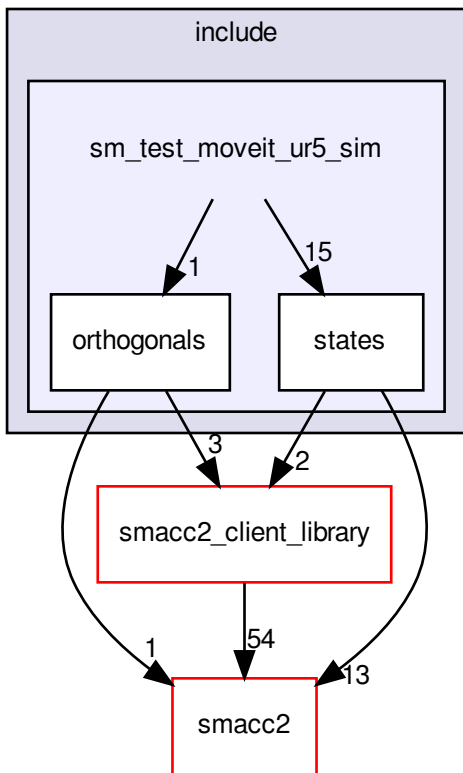 include
sm_test_moveit_ur5_sim
1
15
orthogonals
states
3
2
smacc2_client_library
1
54
13
smacc2